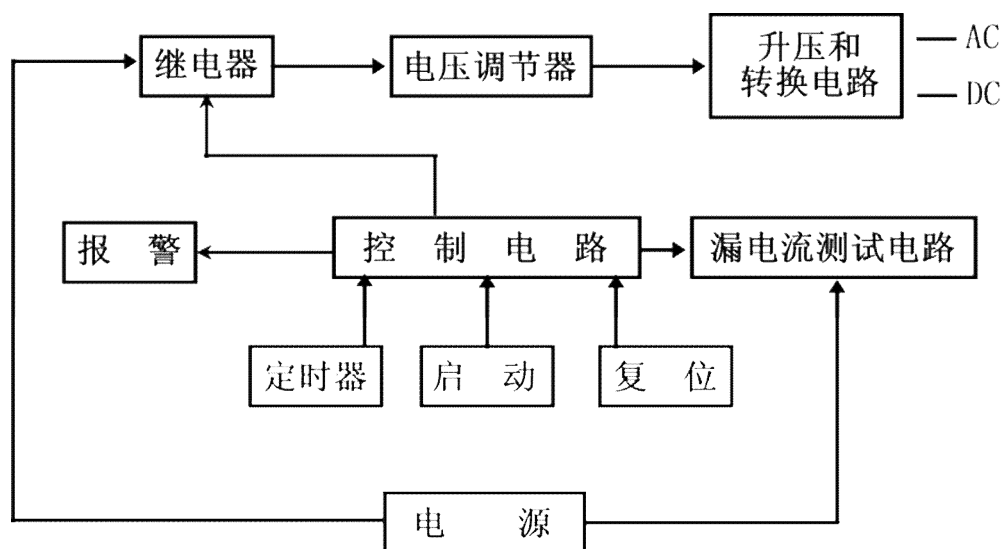 继电器
电压调节器
升压和
转换电路
AC
DC
报 警
控 制 电 路
漏电流测试电路
定时器
启 动
复 位
电 源